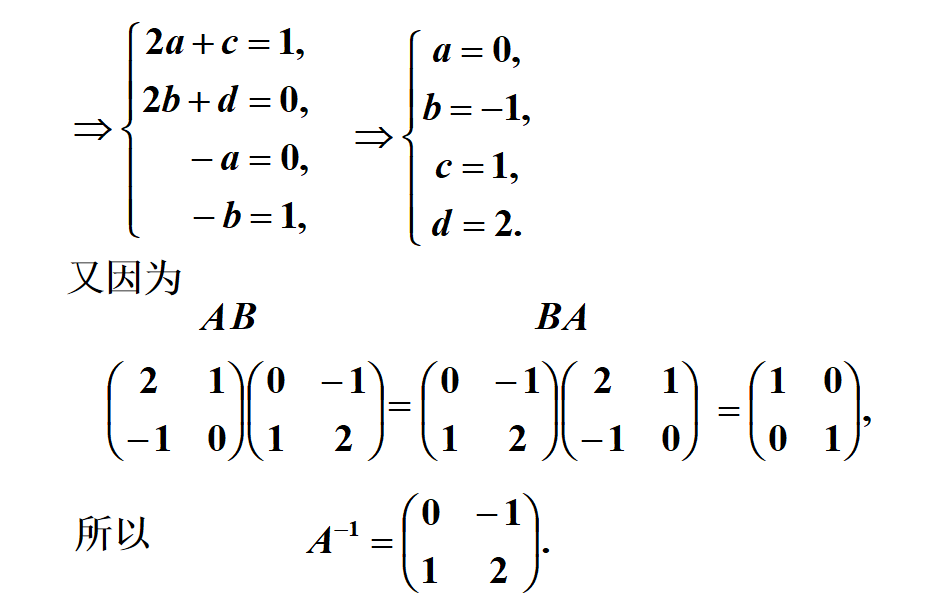 ⇒ { 2a + c = 1, 2b + d = 0, − a = 0, − b = 1, ⇒ { a = 0, b = −1, c = 1, d = 2.
又因为
AB BA
( 2 1 ; −1 0 ) ( 0 −1 ; 1 2 ) = ( 0 −1 ; 1 2 ) ( 2 1 ; −1 0 ) = ( 1 0 ; 0 1 ),
所以 A⁻¹ = ( 0 −1 ; 1 2 ).